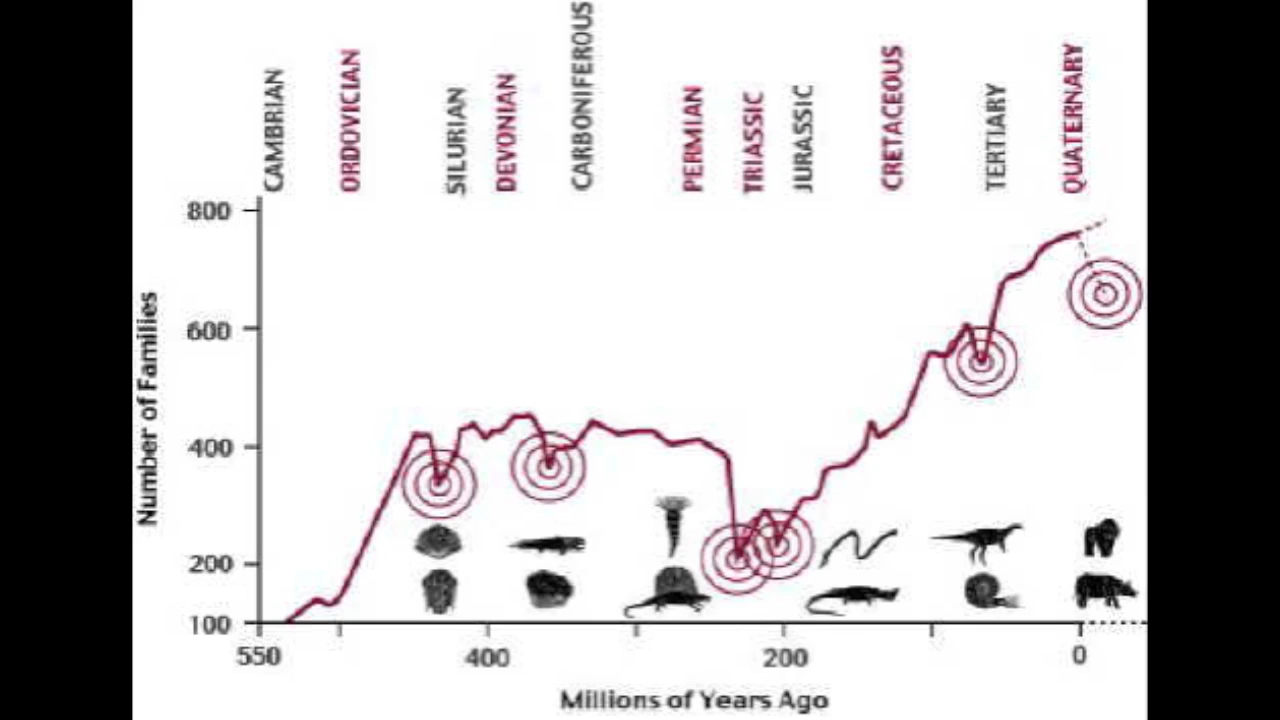 CAMBRIAN
ORDOVICIAN
SILURIAN
DEVONIAN
CARBONIFEROUS
PERMIAN
TRIASSIC
JURASSIC
CRETACEOUS
TERTIARY
QUATERNARY
Number of Families
800
600
400
200
100
550
400
200
0
Millions of Years Ago